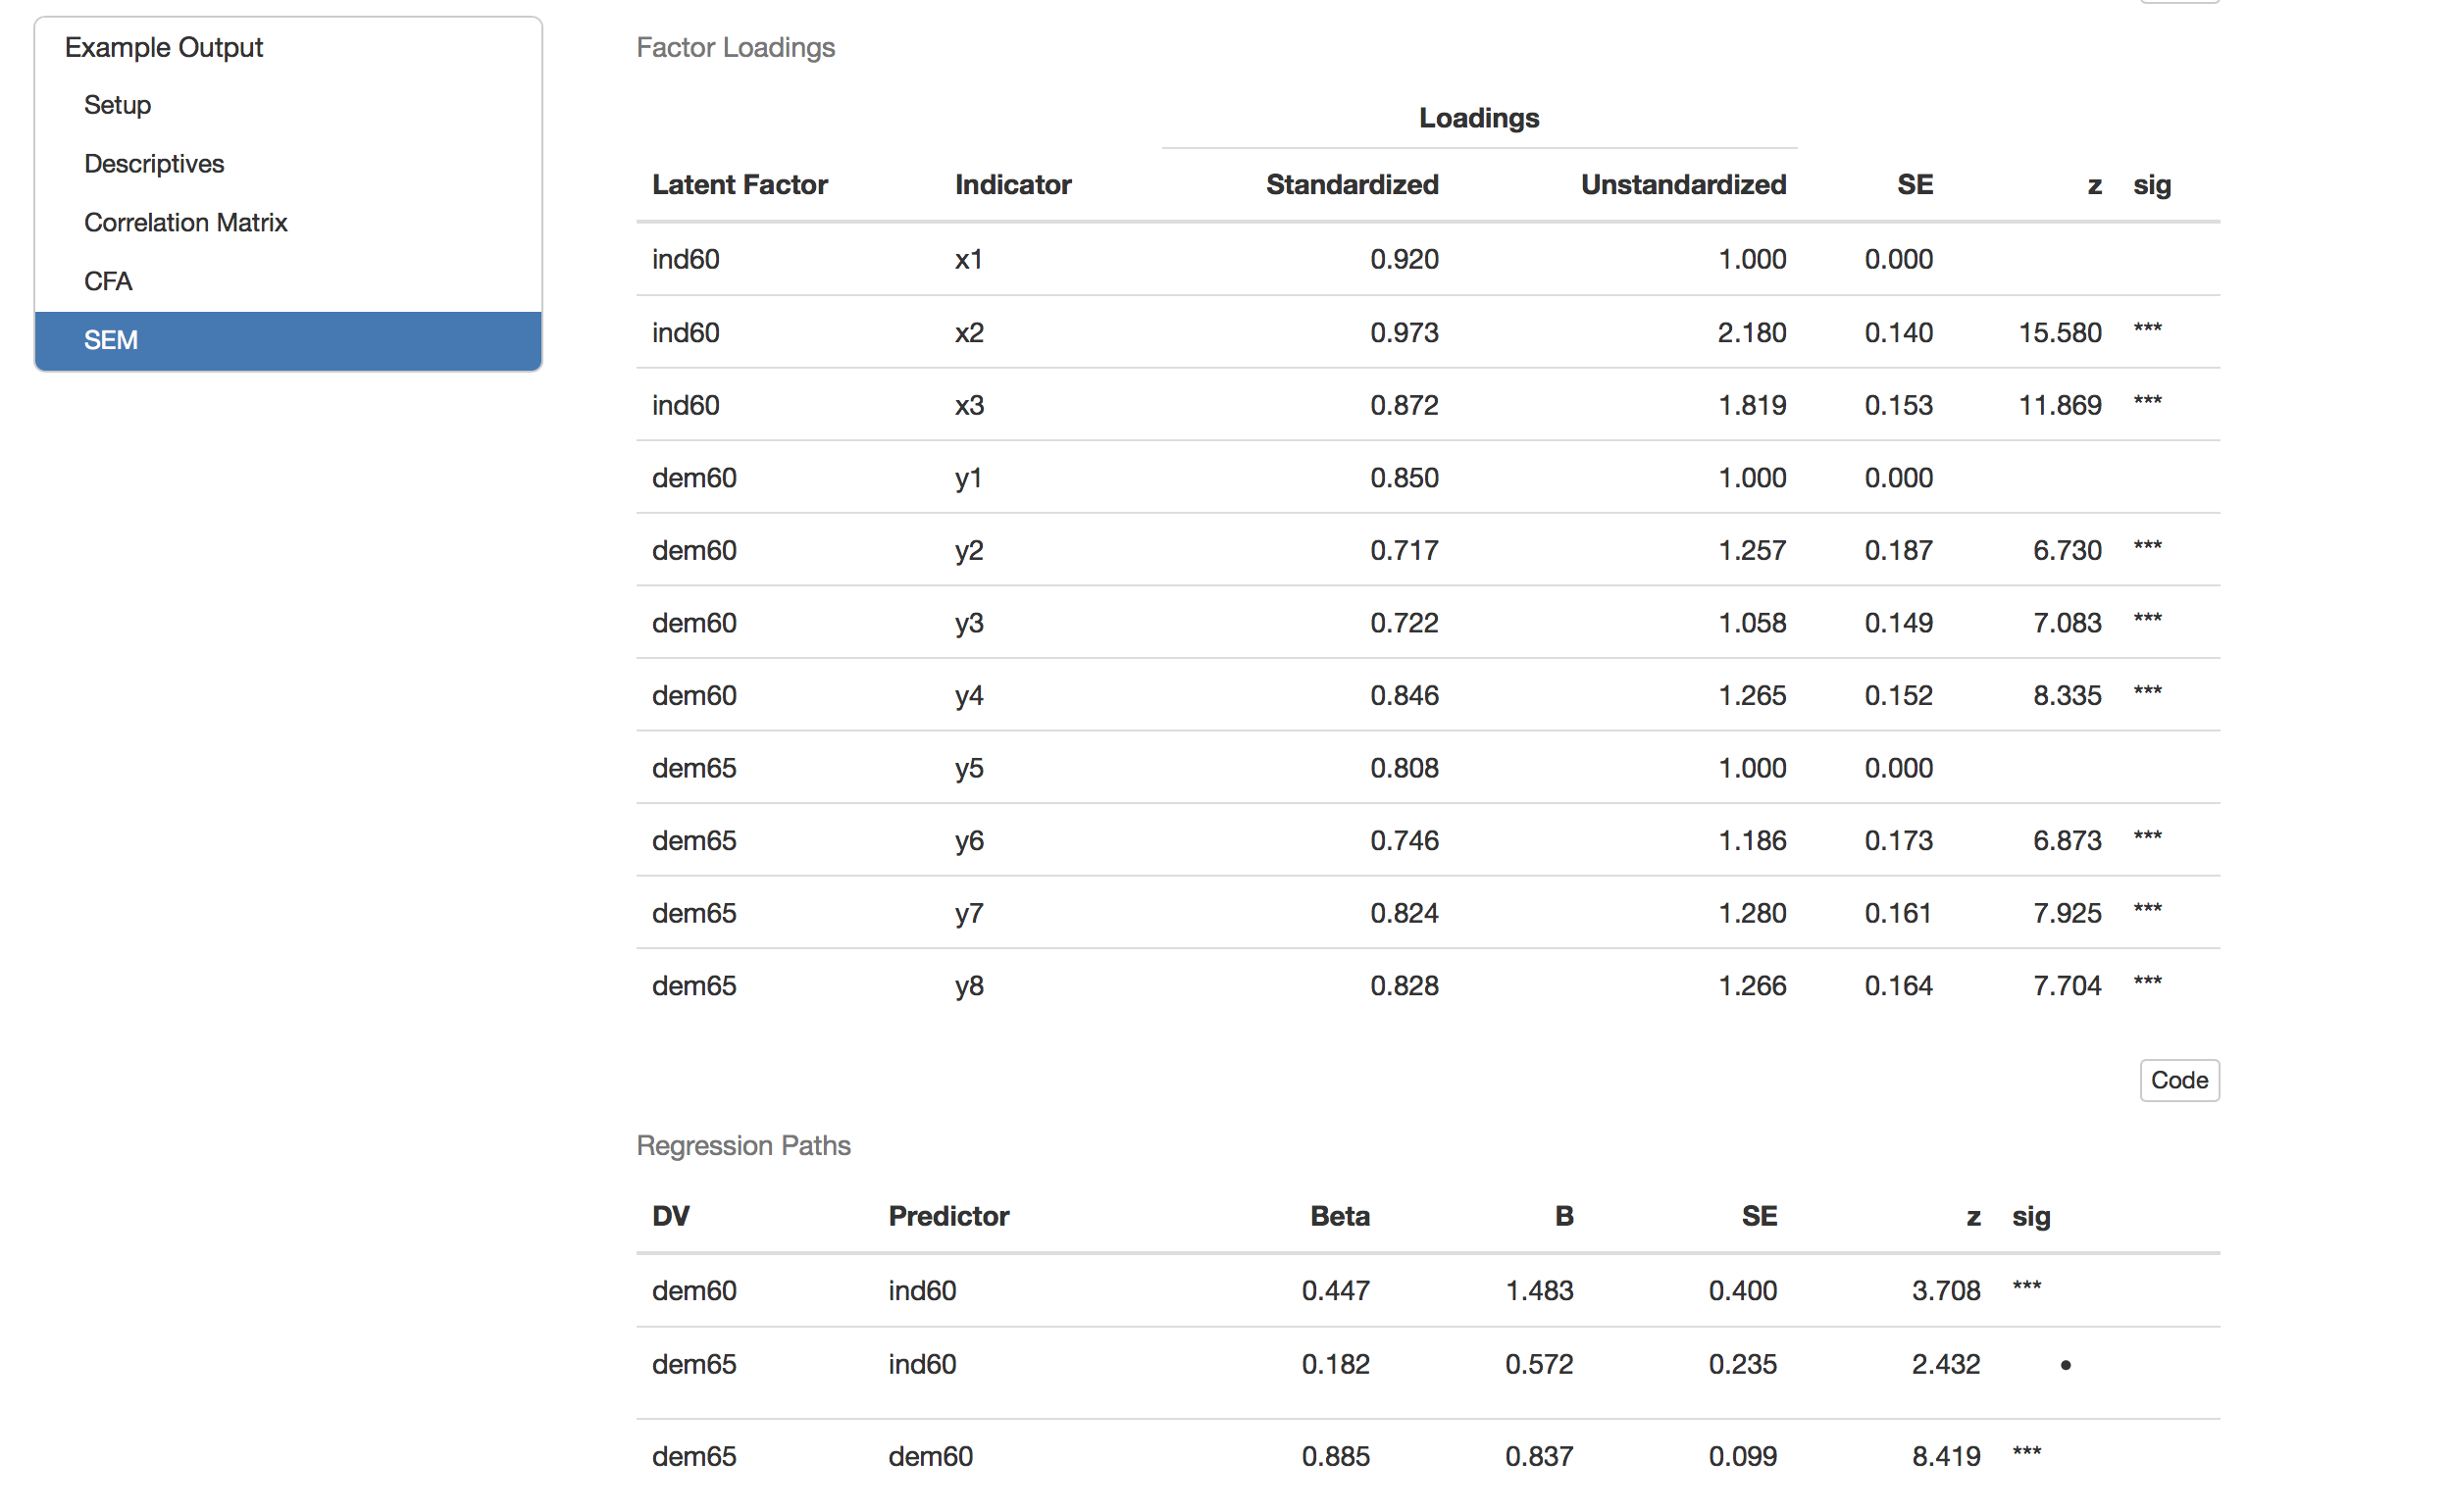 Example Output
Setup
Descriptives
Correlation Matrix
CFA
SEM
Factor Loadings
Loadings
Latent Factor Indicator Standardized Unstandardized SE z sig
ind60 x1 0.920 1.000 0.000
ind60 x2 0.973 2.180 0.140 15.580 ***
ind60 x3 0.872 1.819 0.153 11.869 ***
dem60 y1 0.850 1.000 0.000
dem60 y2 0.717 1.257 0.187 6.730 ***
dem60 y3 0.722 1.058 0.149 7.083 ***
dem60 y4 0.846 1.265 0.152 8.335 ***
dem65 y5 0.808 1.000 0.000
dem65 y6 0.746 1.186 0.173 6.873 ***
dem65 y7 0.824 1.280 0.161 7.925 ***
dem65 y8 0.828 1.266 0.164 7.704 ***
Code
Regression Paths
DV Predictor Beta B SE z sig
dem60 ind60 0.447 1.483 0.400 3.708 ***
dem65 ind60 0.182 0.572 0.235 2.432 •
dem65 dem60 0.885 0.837 0.099 8.419 ***